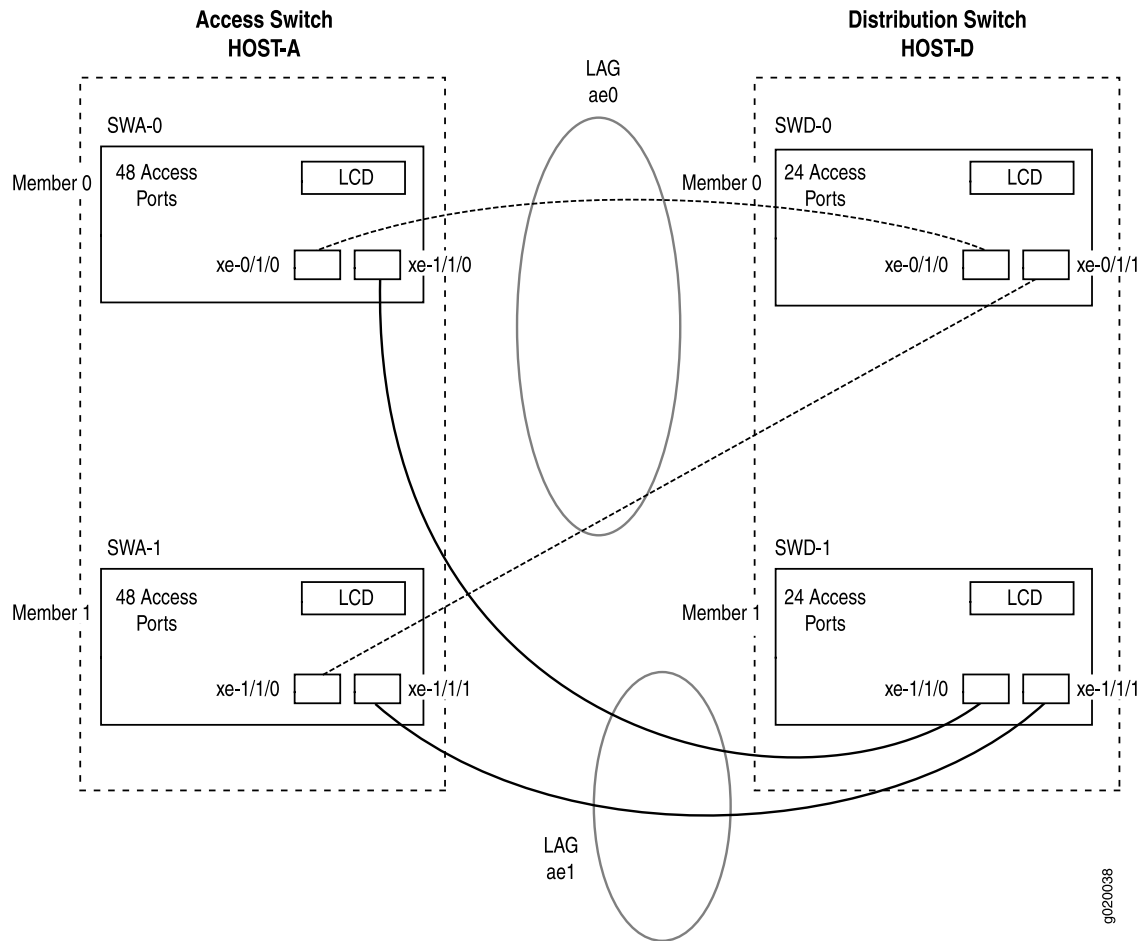 Access Switch
HOST-A
Distribution Switch
HOST-D
LAG
ae0
SWA-0
SWD-0
Member 0
48 Access
Ports
LCD
Member 0
24 Access
Ports
LCD
xe-0/1/0
xe-1/1/0
xe-0/1/0
xe-0/1/1
SWA-1
SWD-1
Member 1
48 Access
Ports
LCD
Member 1
24 Access
Ports
LCD
xe-1/1/0
xe-1/1/1
xe-1/1/0
xe-1/1/1
LAG
ae1
g020038